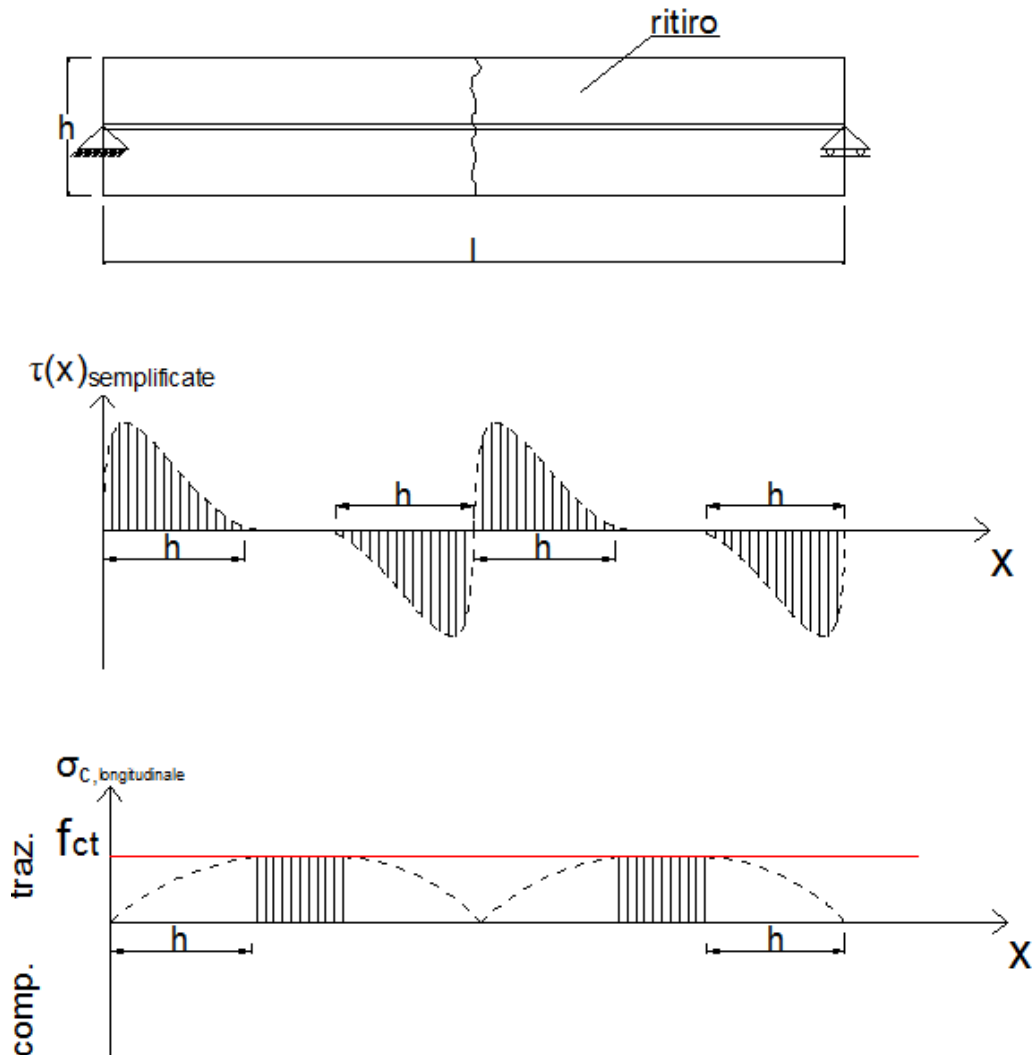 ritiro
h
l
τ(x)semplificate
h
h
h
h
x
σc,longitudinale
fct
traz.
h
h
x
comp.